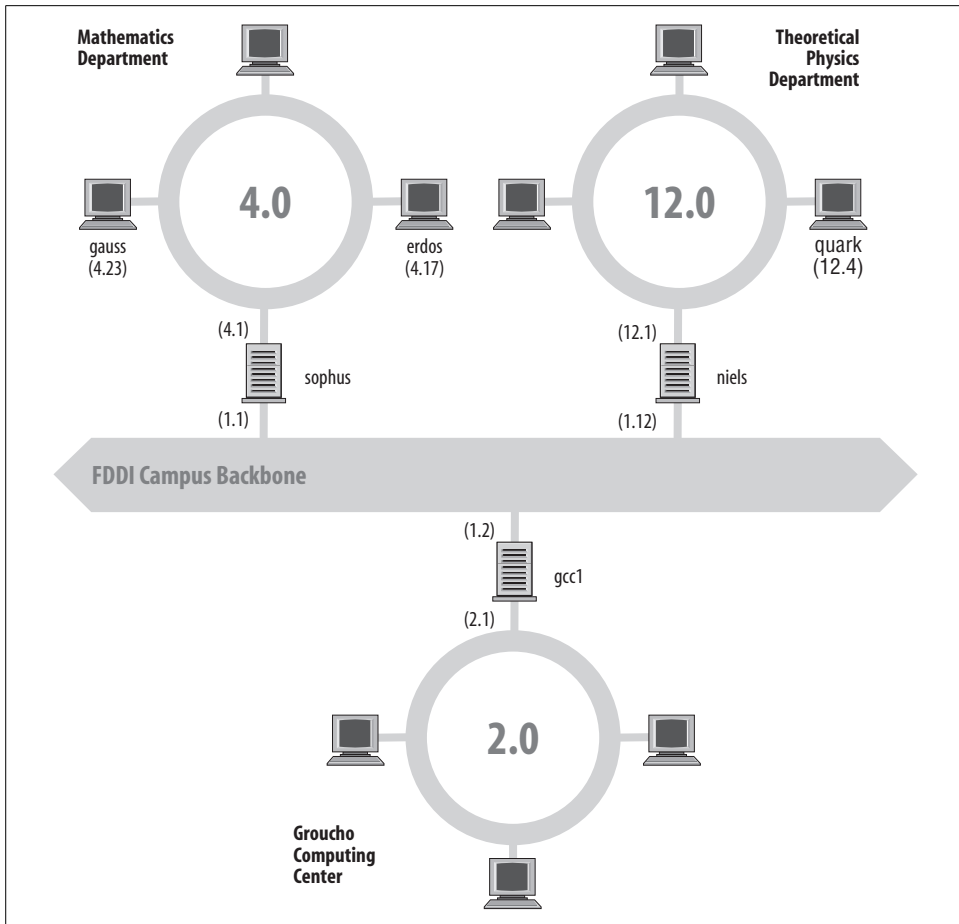 Mathematics
Department
Theoretical
Physics
Department
4.0
12.0
gauss
(4.23)
erdos
(4.17)
quark
(12.4)
(4.1)
sophus
(1.1)
(12.1)
niels
(1.12)
FDDI Campus Backbone
(1.2)
gcc1
(2.1)
2.0
Groucho
Computing
Center